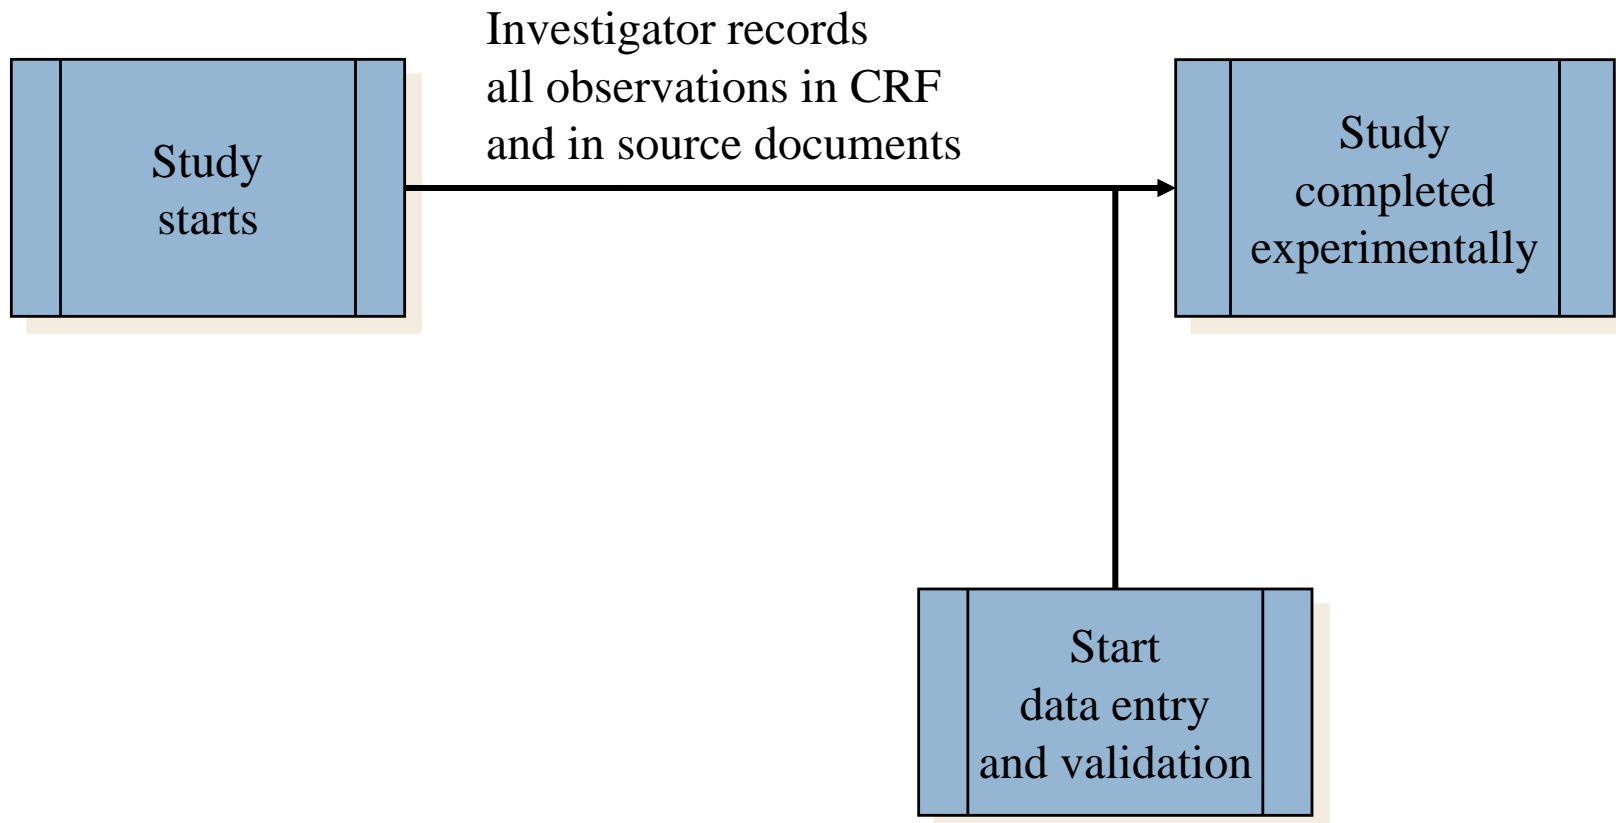 Investigator records
all observations in CRF
and in source documents
Study
starts
Study
completed
experimentally
Start
data entry
and validation